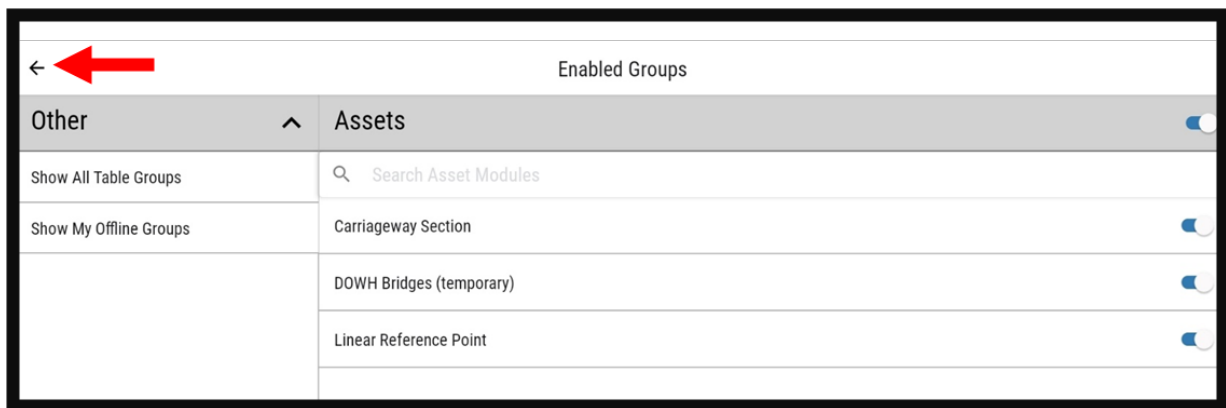 Enabled Groups
Other
Assets
Show All Table Groups
Search Asset Modules
Show My Offline Groups
Carriageway Section
DOWH Bridges (temporary)
Linear Reference Point